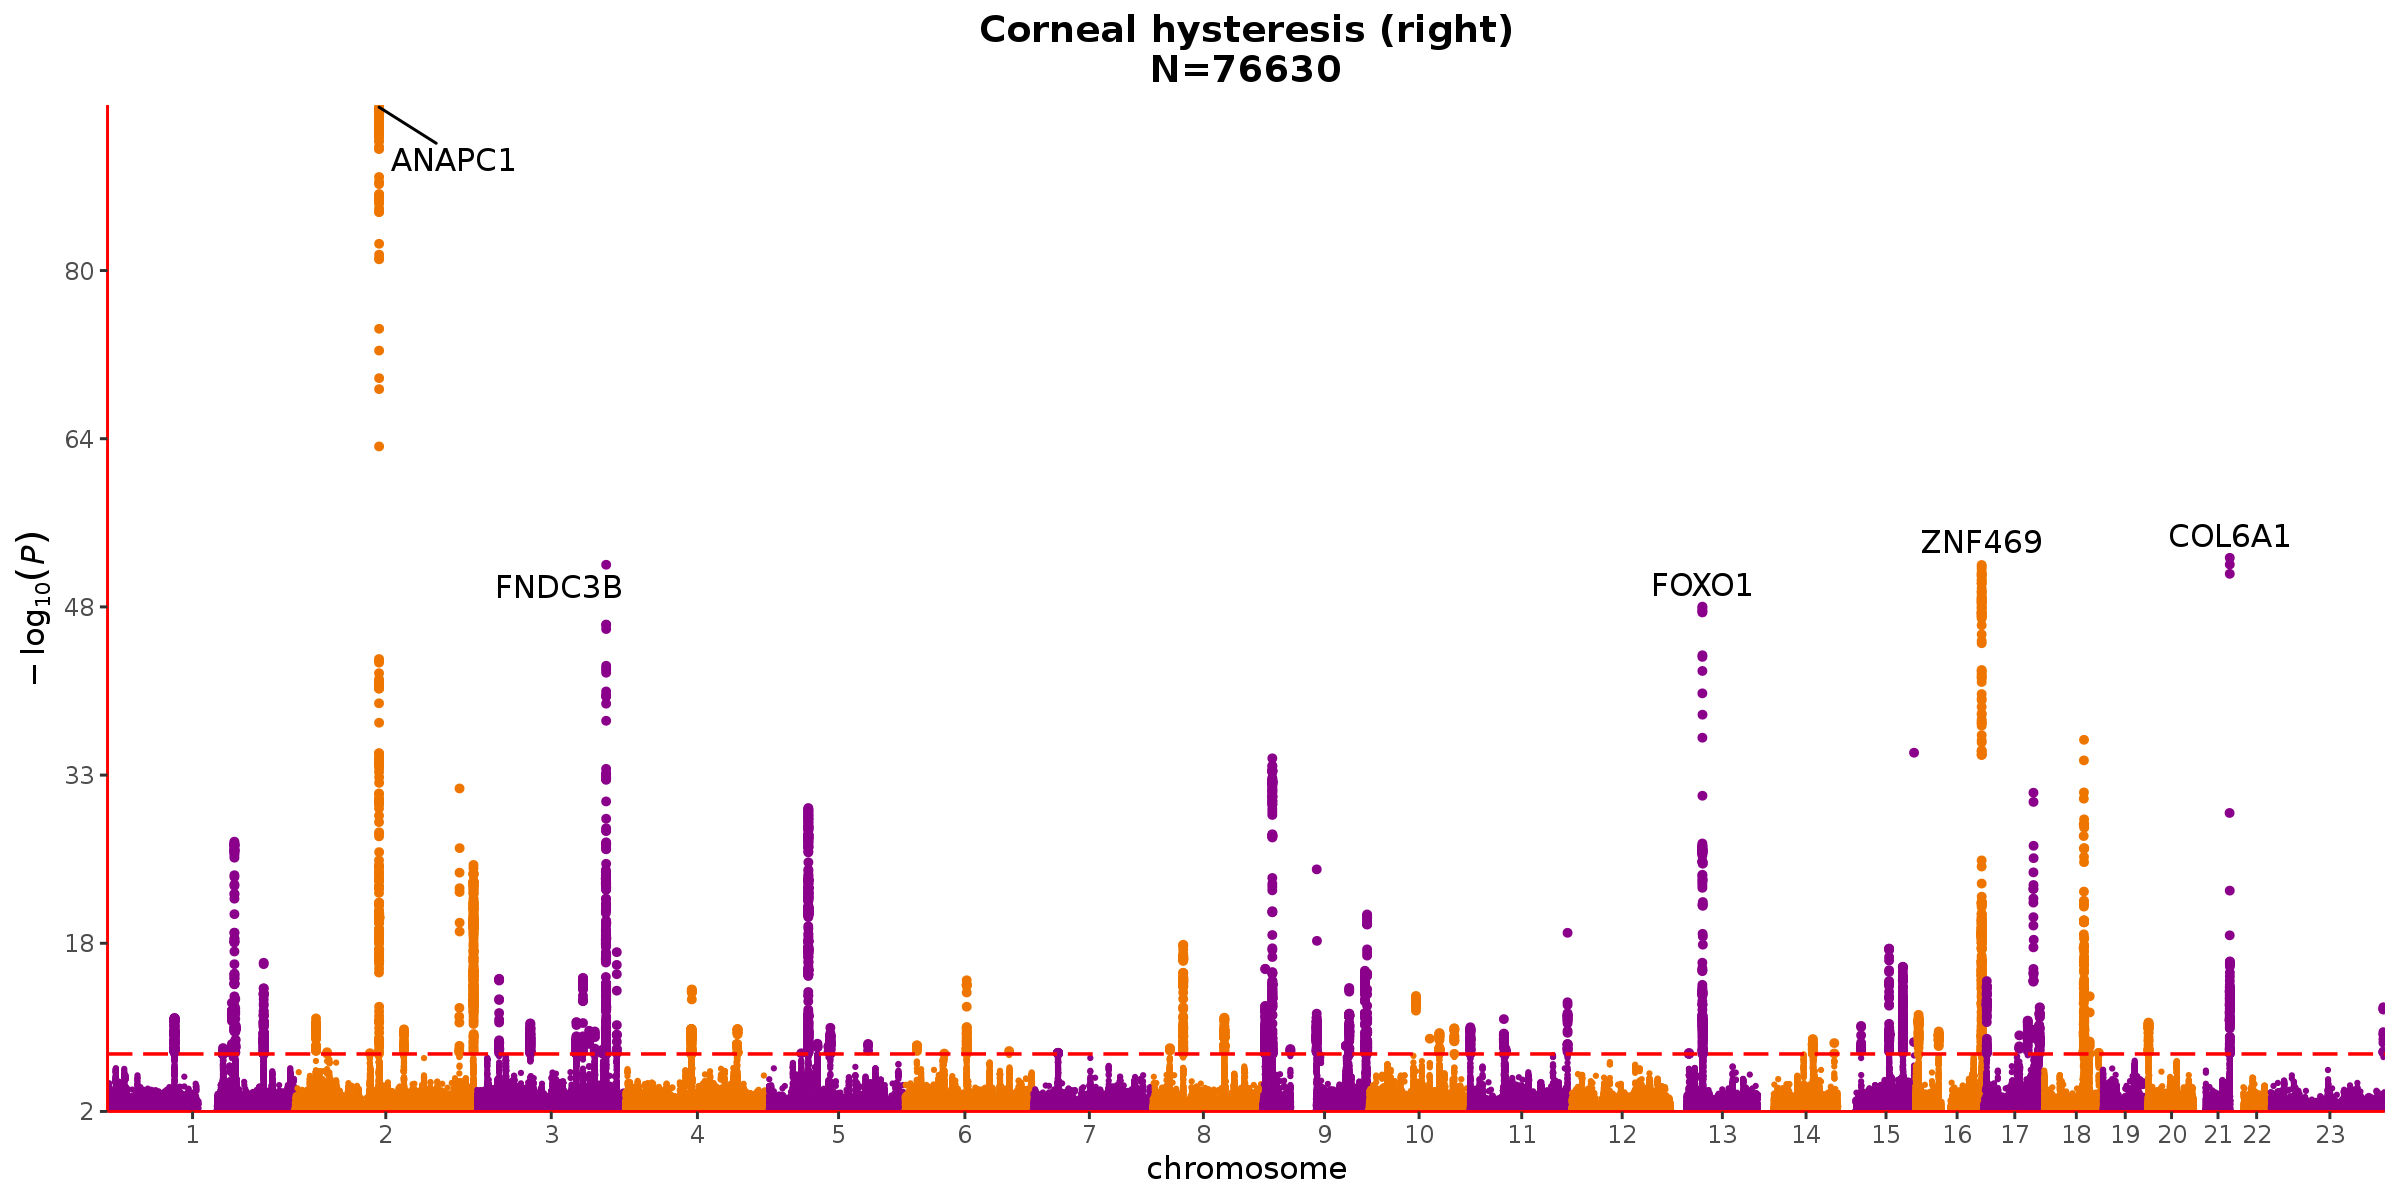 Corneal hysteresis (right)
N=76630
ANAPC1
80
64
ZNF469
COL6A1
FNDC3B
FOXO1
48
− log10(P)
33
18
2
1 2 3 4 5 6 7 8 9 10 11 12 13 14 15 16 17 18 19 20 21 22 23
chromosome